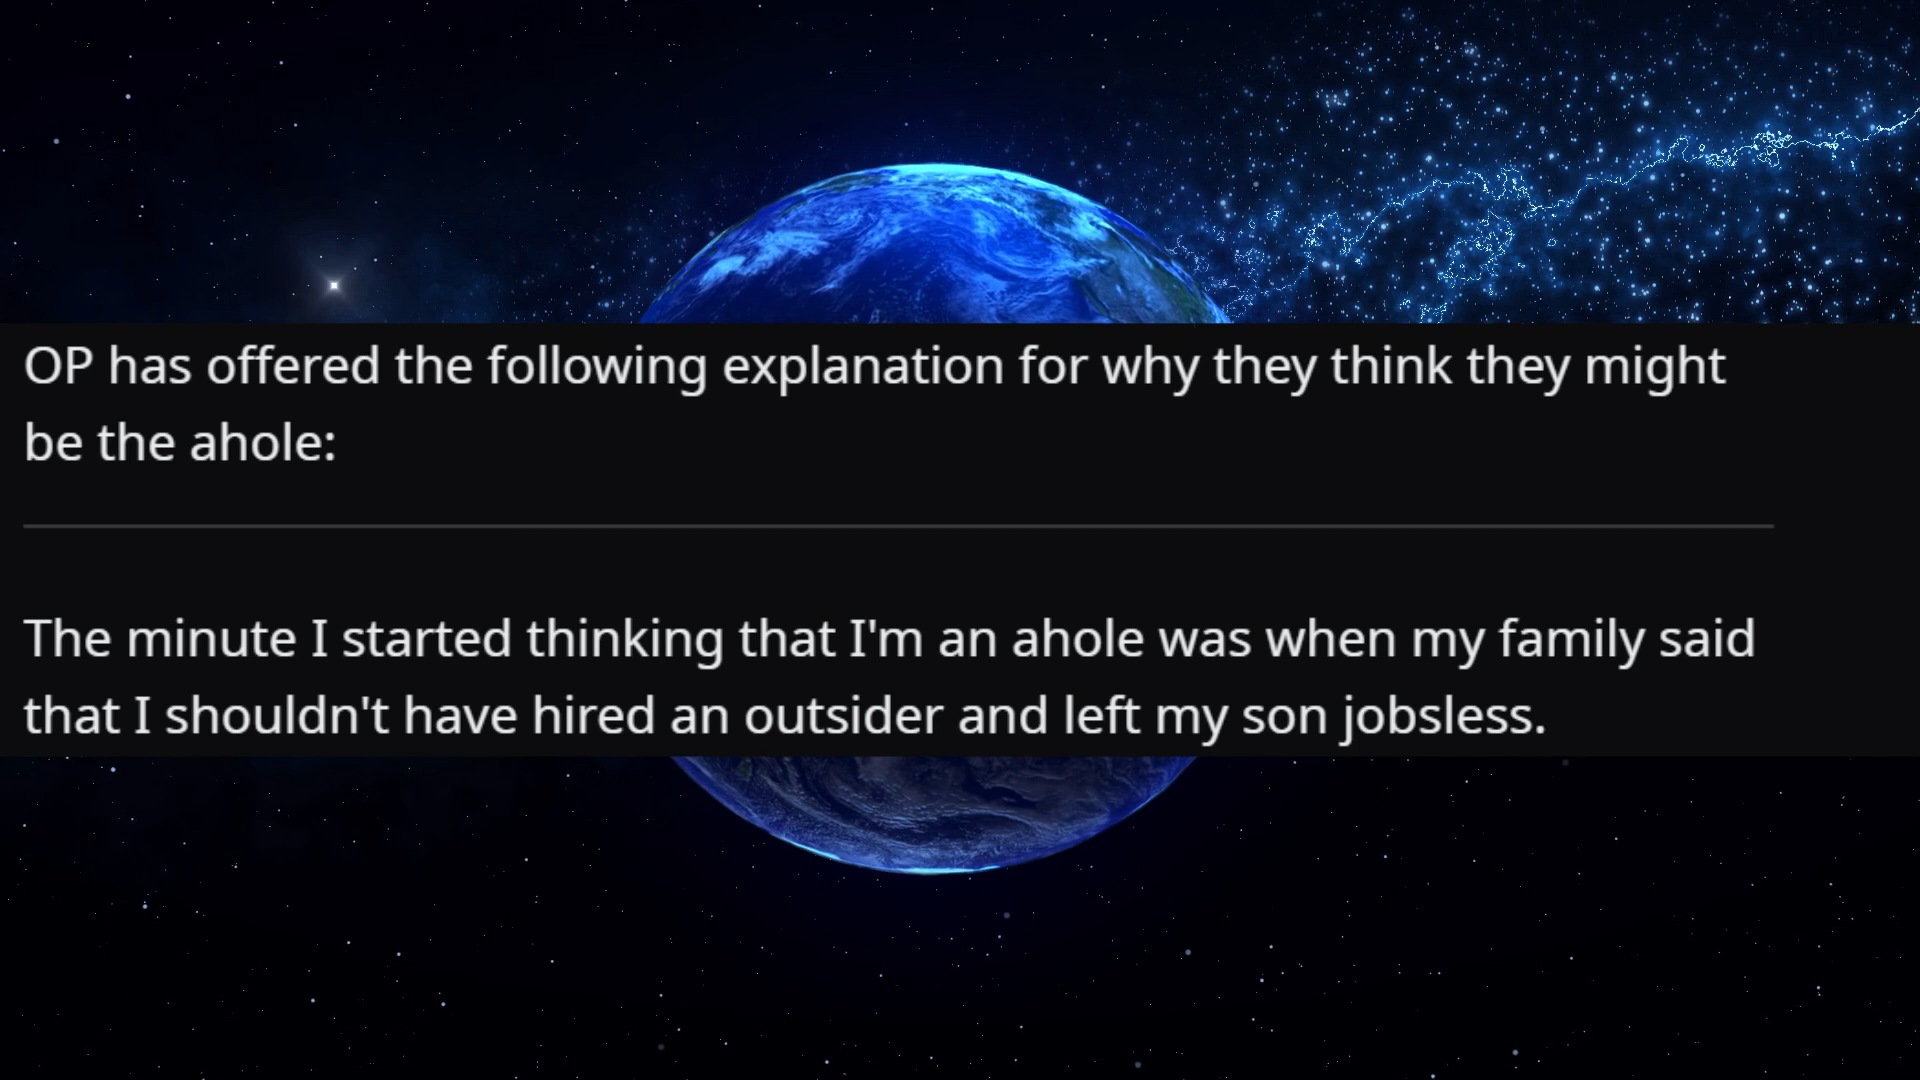 OP has offered the following explanation for why they think they might
be the ahole:
The minute I started thinking that I'm an ahole was when my family said
that I shouldn't have hired an outsider and left my son jobsless.